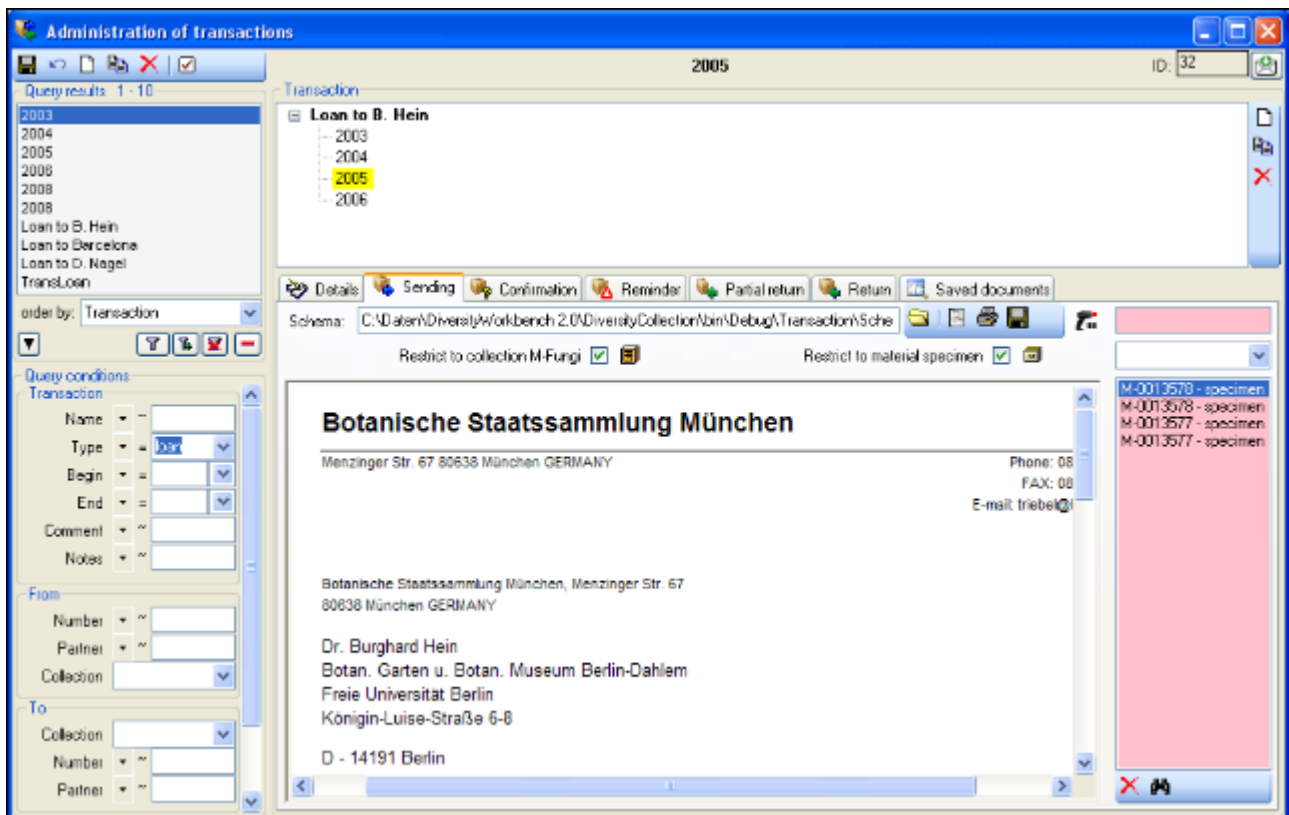 Administration of transactions
2005
ID: 32
Query results 1 - 10
2003
2004
2005
2006
2008
2008
Loan to B. Hein
Loan to Barcelona
Loan to D. Nagel
TransLoan
order by: Transaction
Query conditions
Transaction
Name ~
Type = loan
Begin =
End =
Comment ~
Notes ~
From
Number ~
Partner ~
Collection
To
Collection
Number ~
Partner ~
Transaction
Loan to B. Hein
2003
2004
2005
2006
Details Sending Confirmation Reminder Partial return Return Saved documents
Schema: C:\Daten\DiversityWorkbench 2.0\DiversityCollection\bin\Debug\Transaction\Sche
Restrict to collection M-Fungi Restrict to material specimen
Botanische Staatssammlung München
Menzinger Str. 67 80638 München GERMANY
Phone: 08
FAX: 08
E-mail: triebel@
Botanische Staatssammlung München, Menzinger Str. 67
80638 München GERMANY
Dr. Burghard Hein
Botan. Garten u. Botan. Museum Berlin-Dahlem
Freie Universität Berlin
Königin-Luise-Straße 6-8
D - 14191 Berlin
M-0013578 - specimen
M-0013578 - specimen
M-0013577 - specimen
M-0013577 - specimen